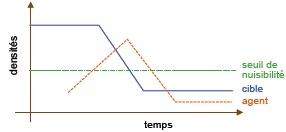 densités
seuil de
nuisibilité
cible
agent
temps